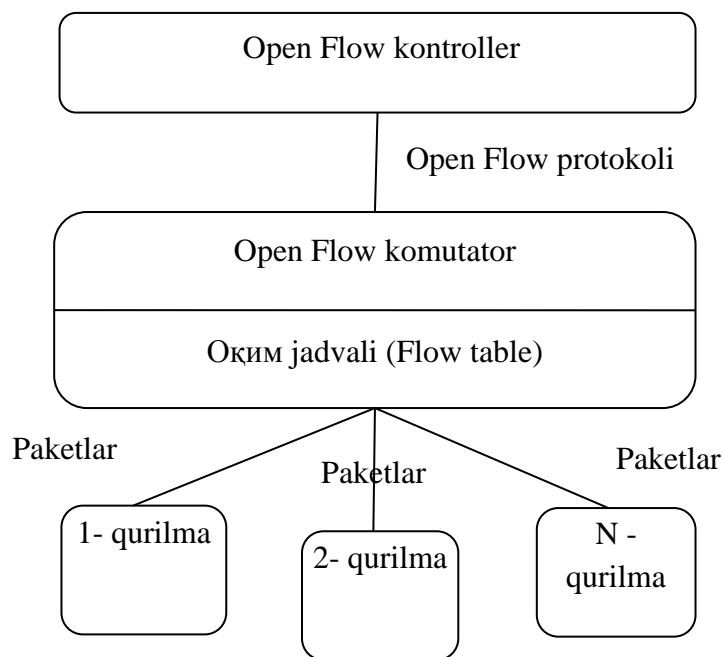 Open Flow kontroller
Open Flow protokoli
Open Flow komutator
Оқим jadvali (Flow table)
Paketlar
Paketlar
Paketlar
1- qurilma
2- qurilma
N -
qurilma